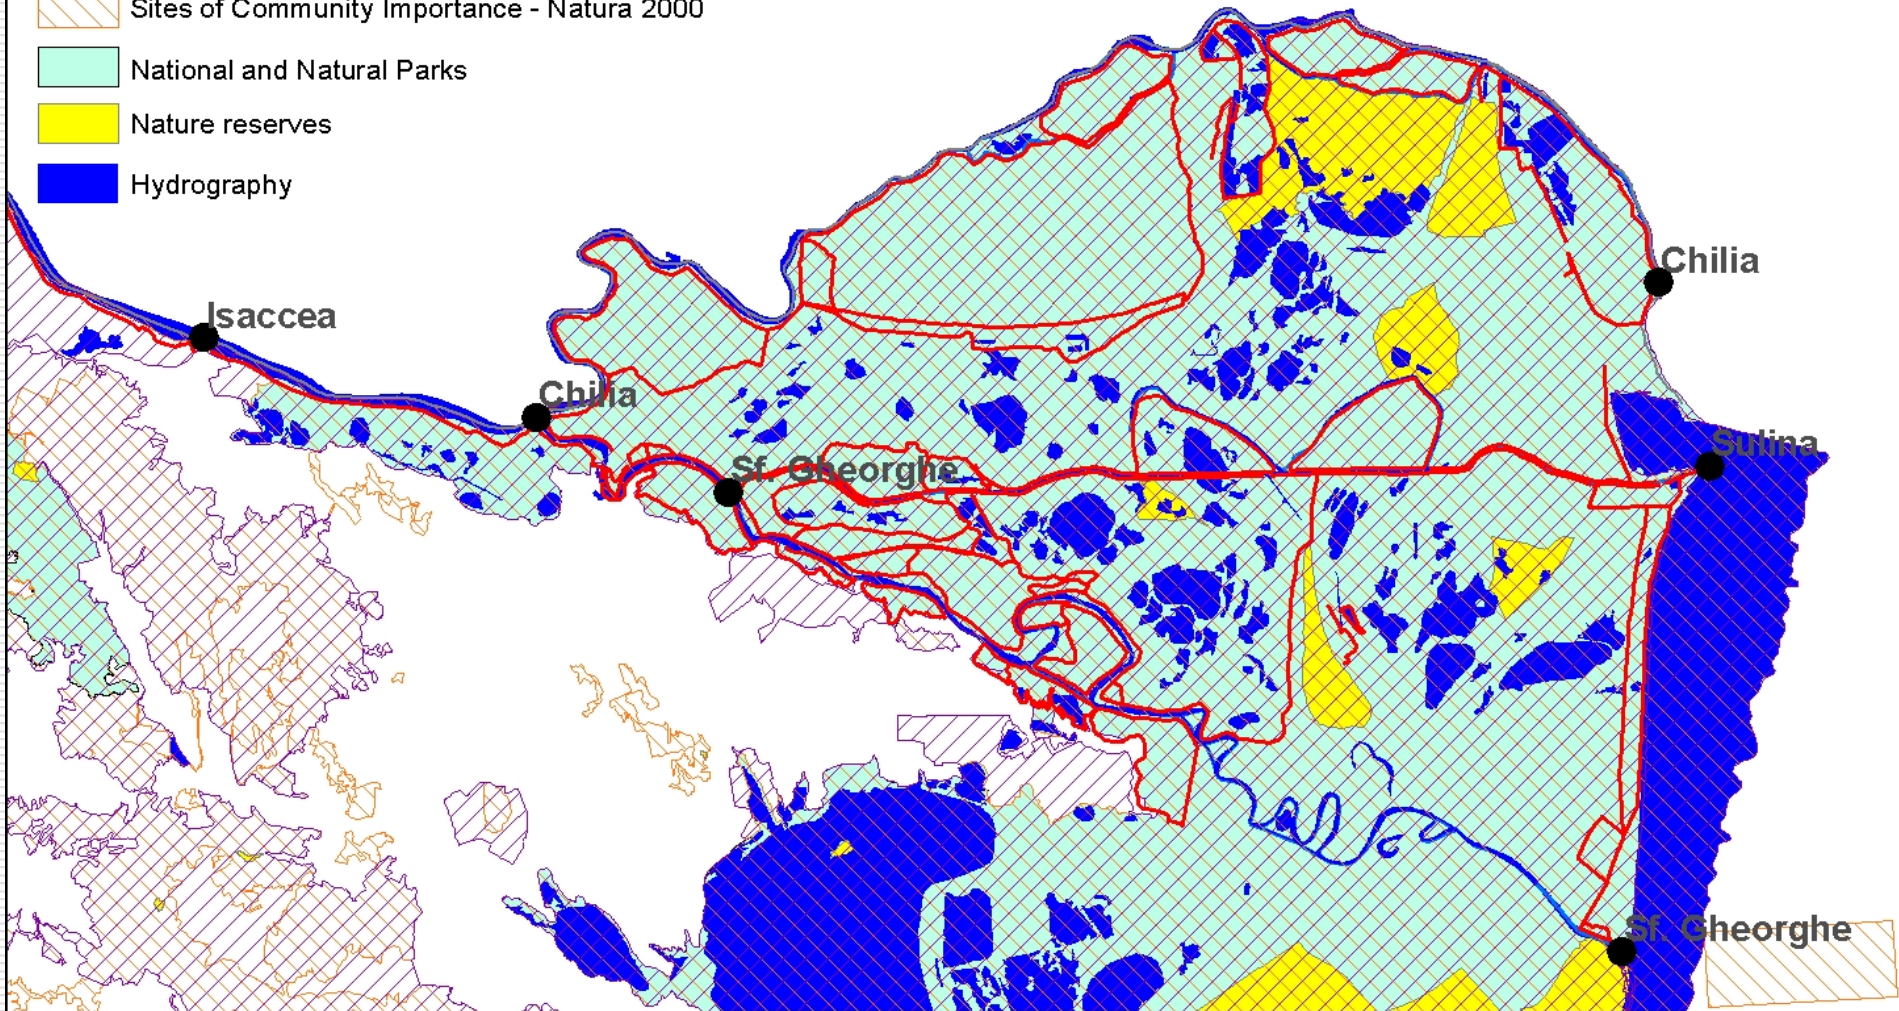 Sites of Community Importance - Natura 2000
National and Natural Parks
Nature reserves
Hydrography
Chilia
Isaccea
Chilia
Sulina
Sf. Gheorghe
Sf. Gheorghe